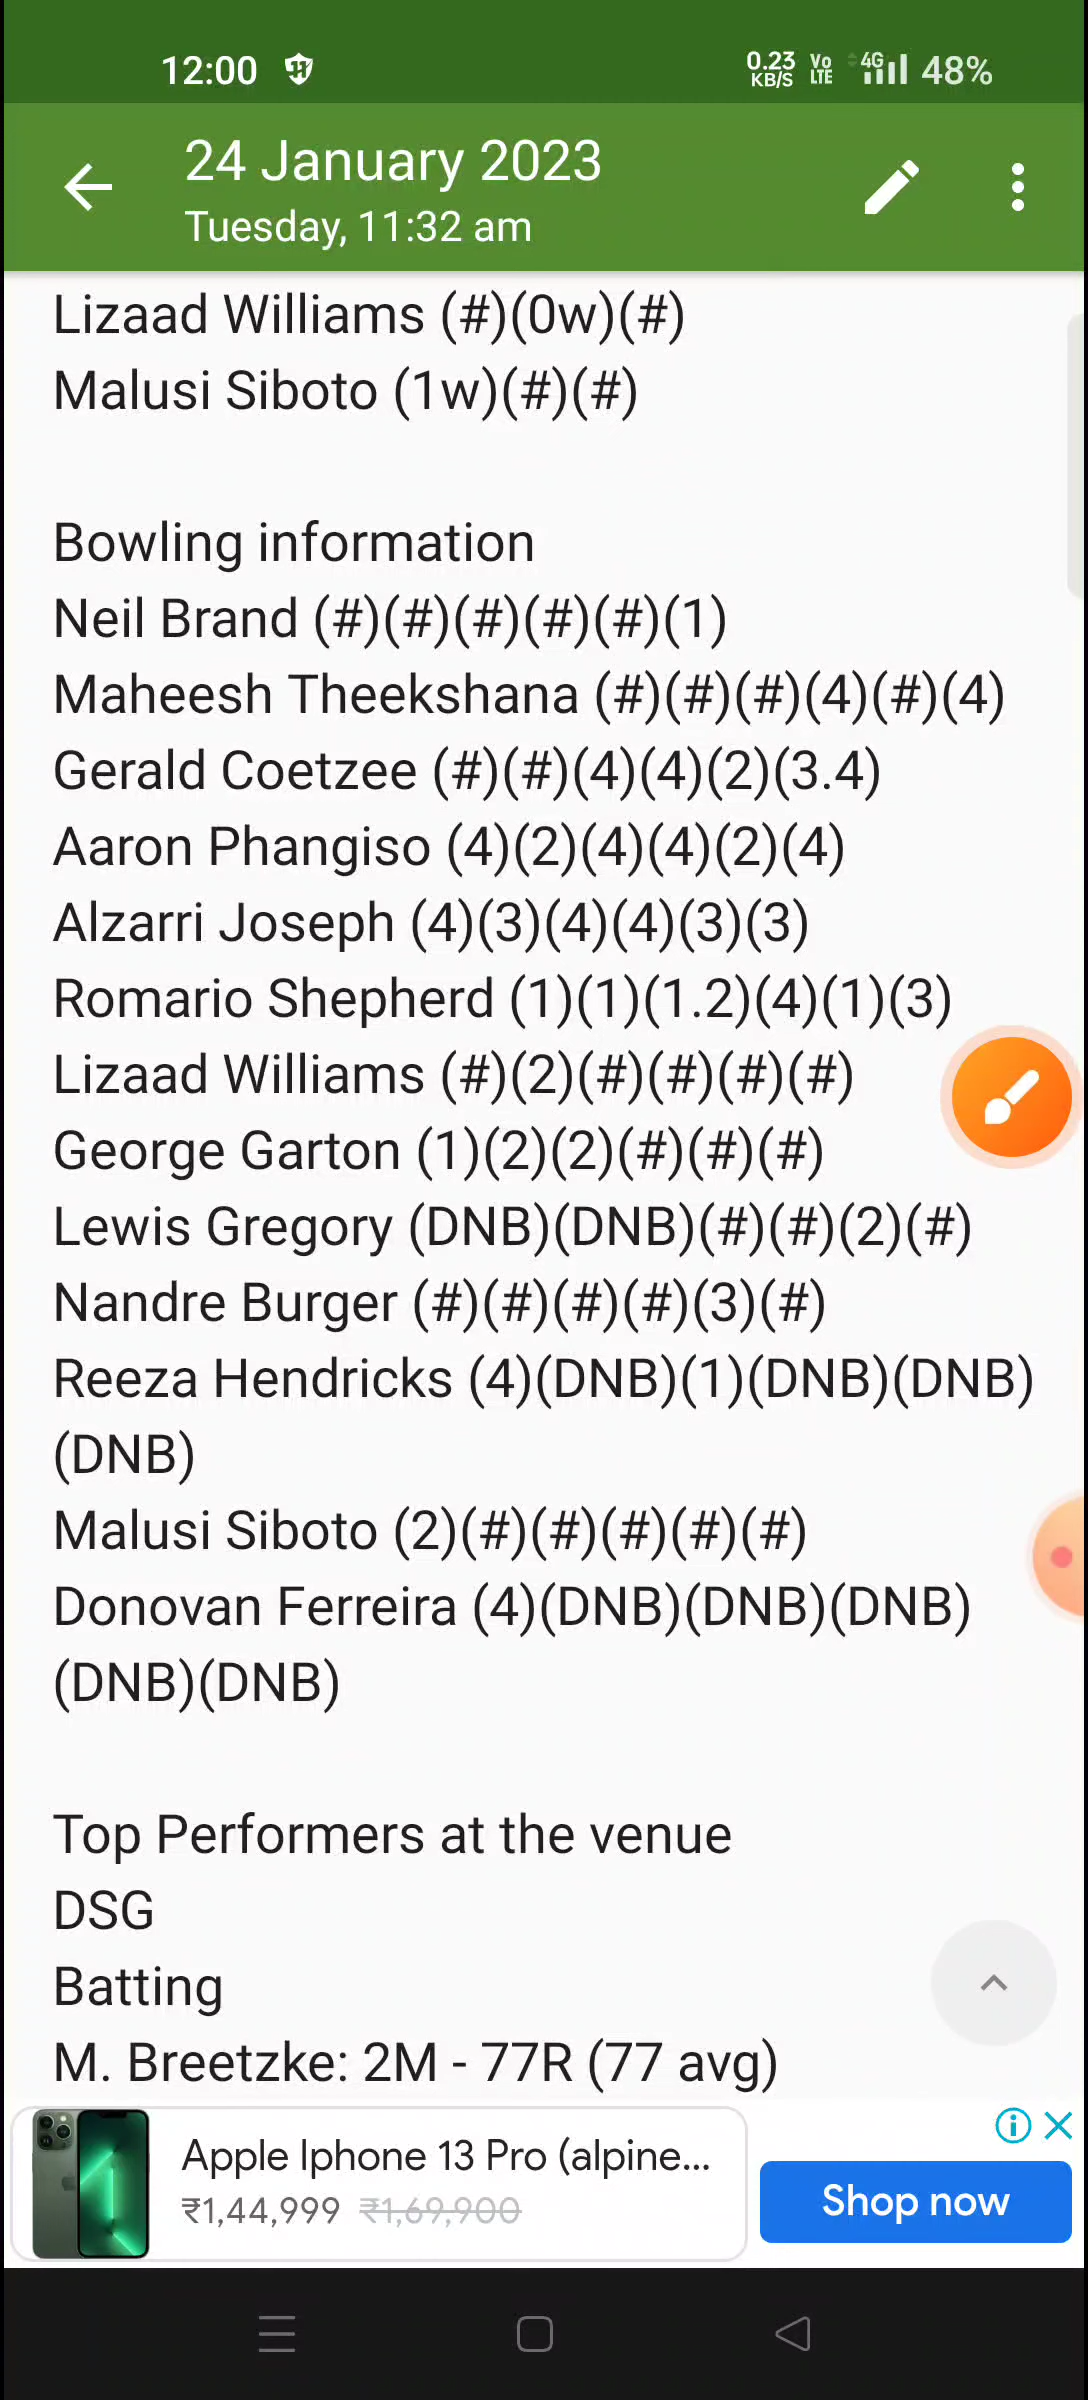 12:00
0.23 KB/S Vo LTE 4G 48%
24 January 2023
Tuesday, 11:32 am
Lizaad Williams (#)(0w)(#)
Malusi Siboto (1w)(#)(#)
Bowling information
Neil Brand (#)(#)(#)(#)(#)(1)
Maheesh Theekshana (#)(#)(#)(4)(#)(4)
Gerald Coetzee (#)(#)(4)(4)(2)(3.4)
Aaron Phangiso (4)(2)(4)(4)(2)(4)
Alzarri Joseph (4)(3)(4)(4)(3)(3)
Romario Shepherd (1)(1)(1.2)(4)(1)(3)
Lizaad Williams (#)(2)(#)(#)(#)(#)
George Garton (1)(2)(2)(#)(#)(#)
Lewis Gregory (DNB)(DNB)(#)(#)(2)(#)
Nandre Burger (#)(#)(#)(#)(3)(#)
Reeza Hendricks (4)(DNB)(1)(DNB)(DNB)
(DNB)
Malusi Siboto (2)(#)(#)(#)(#)(#)
Donovan Ferreira (4)(DNB)(DNB)(DNB)
(DNB)(DNB)
Top Performers at the venue
DSG
Batting
M. Breetzke: 2M - 77R (77 avg)
Apple Iphone 13 Pro (alpine...
₹1,44,999 ₹1,69,900
Shop now